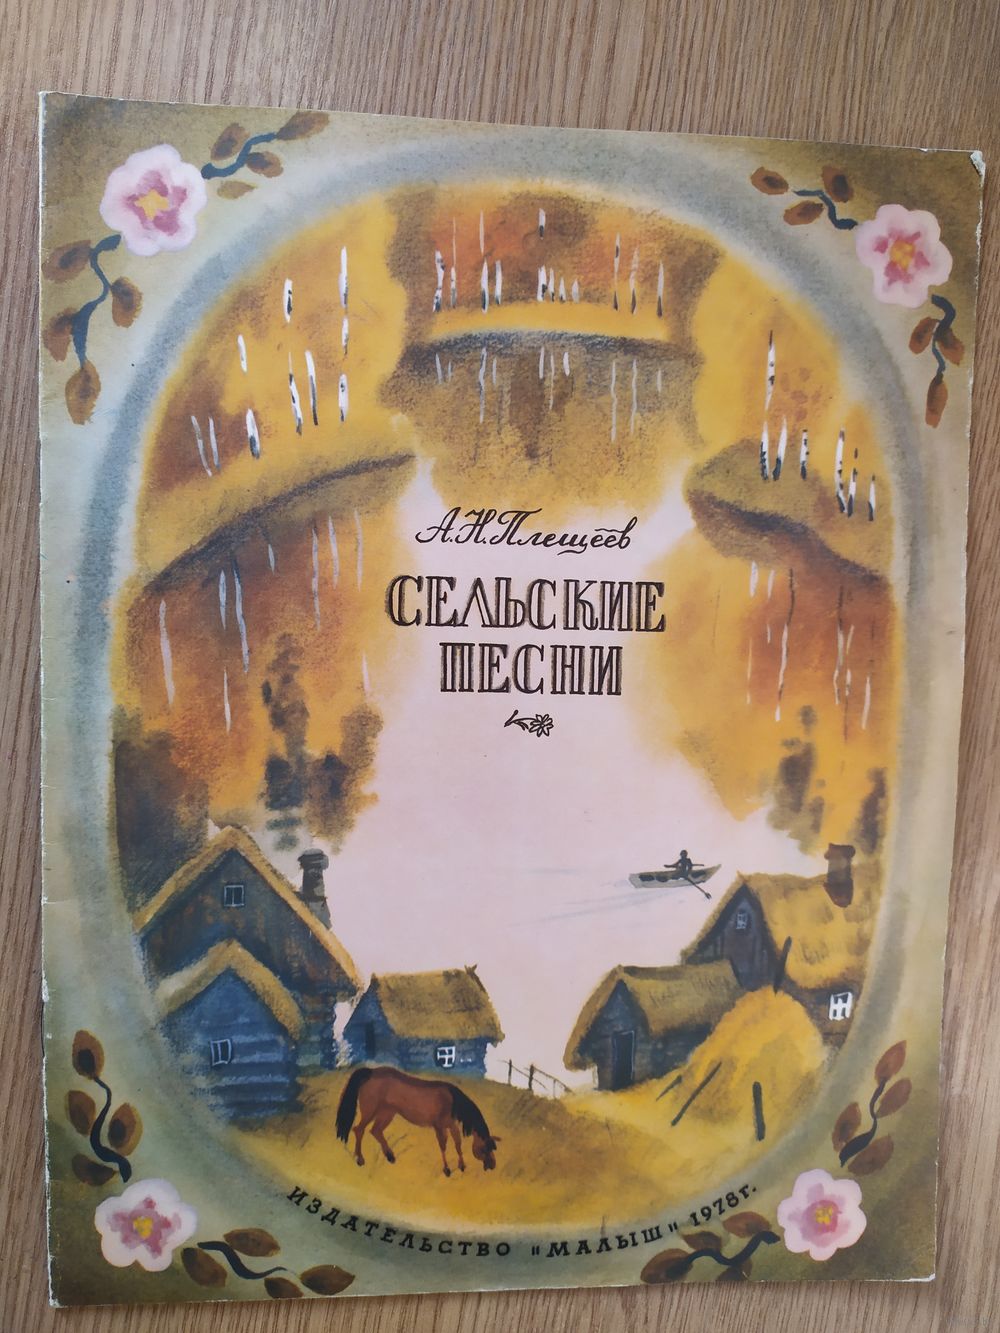 А.Н.Плещеев
СЕЛЬСКИЕ
ПЕСНИ
ИЗДАТЕЛЬСТВО "МАЛЫШ" 1978г.